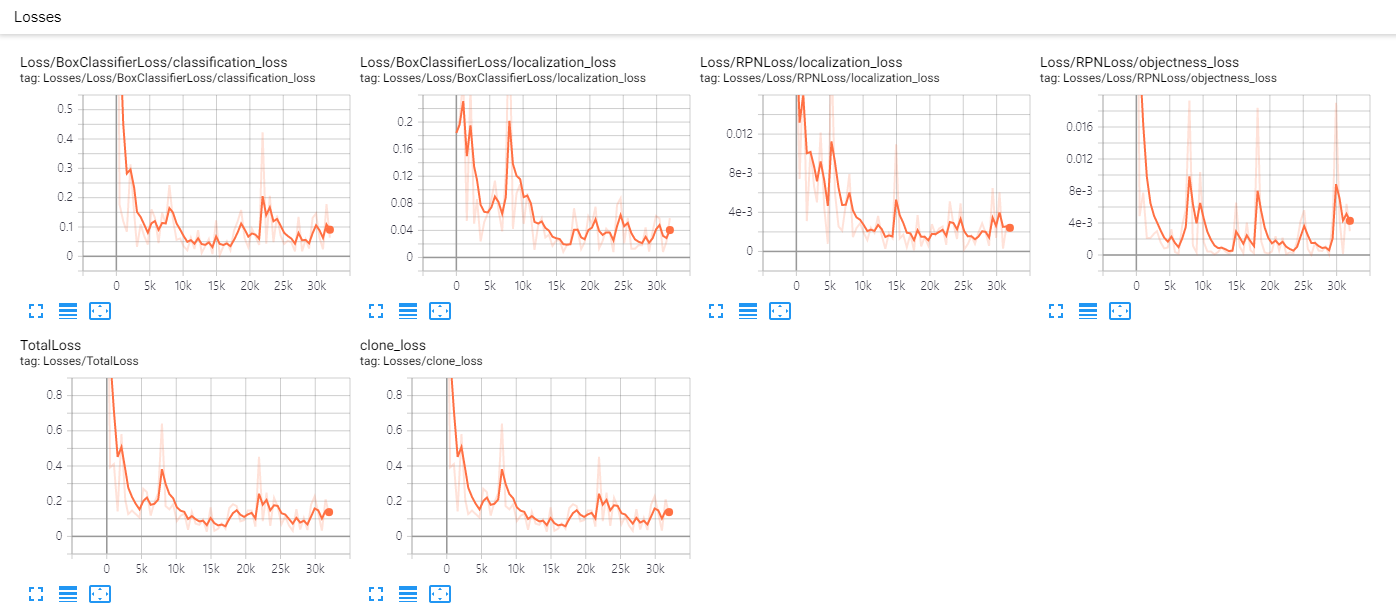 Losses
Loss/BoxClassifierLoss/classification_loss
tag: Losses/Loss/BoxClassifierLoss/classification_loss
0.5
0.4
0.3
0.2
0.1
0
0 5k 10k 15k 20k 25k 30k
Loss/BoxClassifierLoss/localization_loss
tag: Losses/Loss/BoxClassifierLoss/localization_loss
0.2
0.16
0.12
0.08
0.04
0
0 5k 10k 15k 20k 25k 30k
Loss/RPNLoss/localization_loss
tag: Losses/Loss/RPNLoss/localization_loss
0.012
8e-3
4e-3
0
0 5k 10k 15k 20k 25k 30k
Loss/RPNLoss/objectness_loss
tag: Losses/Loss/RPNLoss/objectness_loss
0.016
0.012
8e-3
4e-3
0
0 5k 10k 15k 20k 25k 30k
TotalLoss
tag: Losses/TotalLoss
0.8
0.6
0.4
0.2
0
0 5k 10k 15k 20k 25k 30k
clone_loss
tag: Losses/clone_loss
0.8
0.6
0.4
0.2
0
0 5k 10k 15k 20k 25k 30k